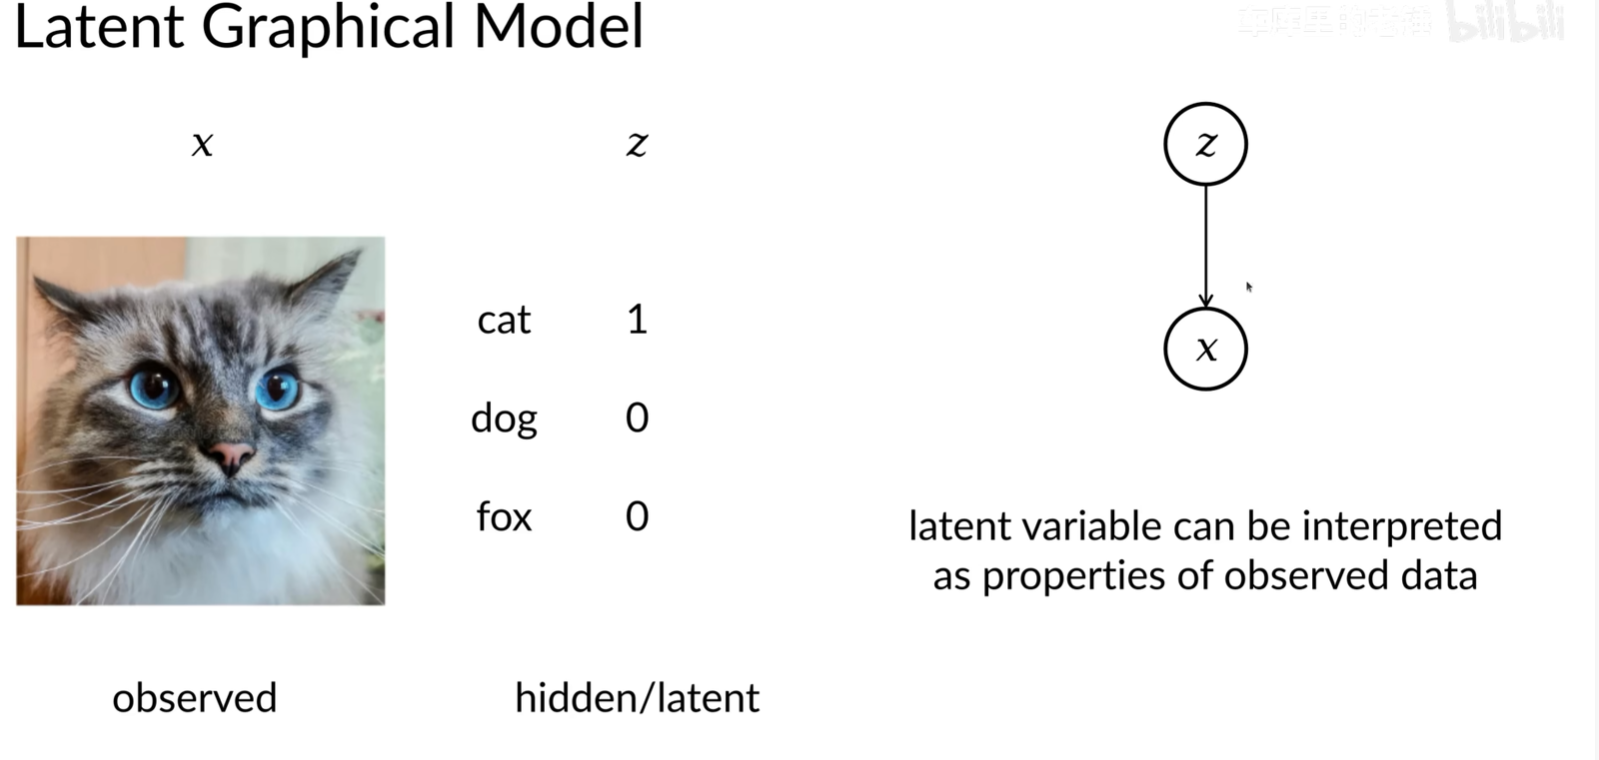 Latent Graphical Model
bilibili
x
z
z
cat 1
dog 0
fox 0
x
latent variable can be interpreted
as properties of observed data
observed
hidden/latent